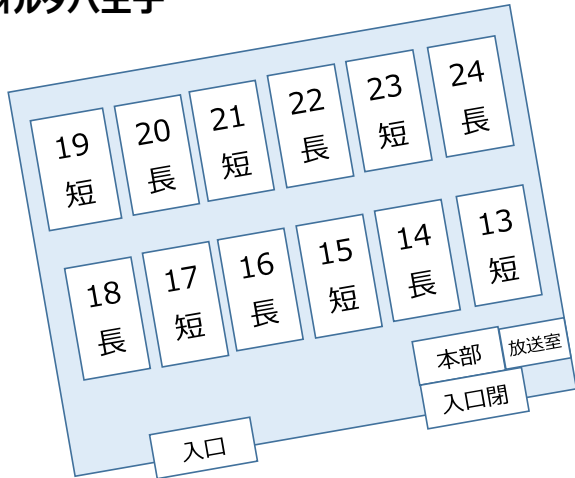 オルタ八王子
19
短
20
長
21
短
22
長
23
短
24
長
18
長
17
短
16
長
15
短
14
長
13
短
本部
放送室
入口閉
入口